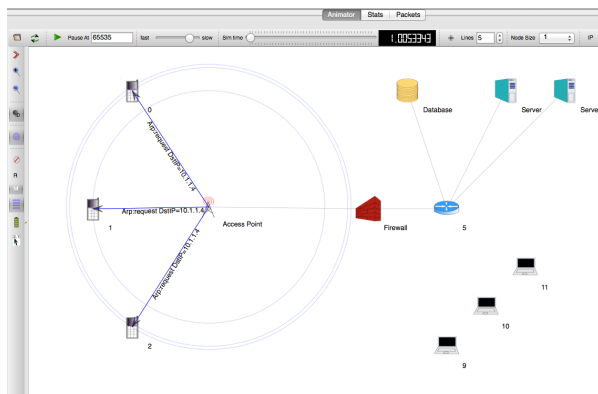 Animator Stats Packets
Pause At 65535 fast slow Sim time 1.0053343 Lines 5 Node Size 1 IP
R
M
0
Database
Server
Serve
Arp:request DstIP=10.1.1.4
Arp:request DstIP=10.1.1.4
1
Access Point
Firewall
5
Arp:request DstIP=10.1.1.4
11
10
2
9